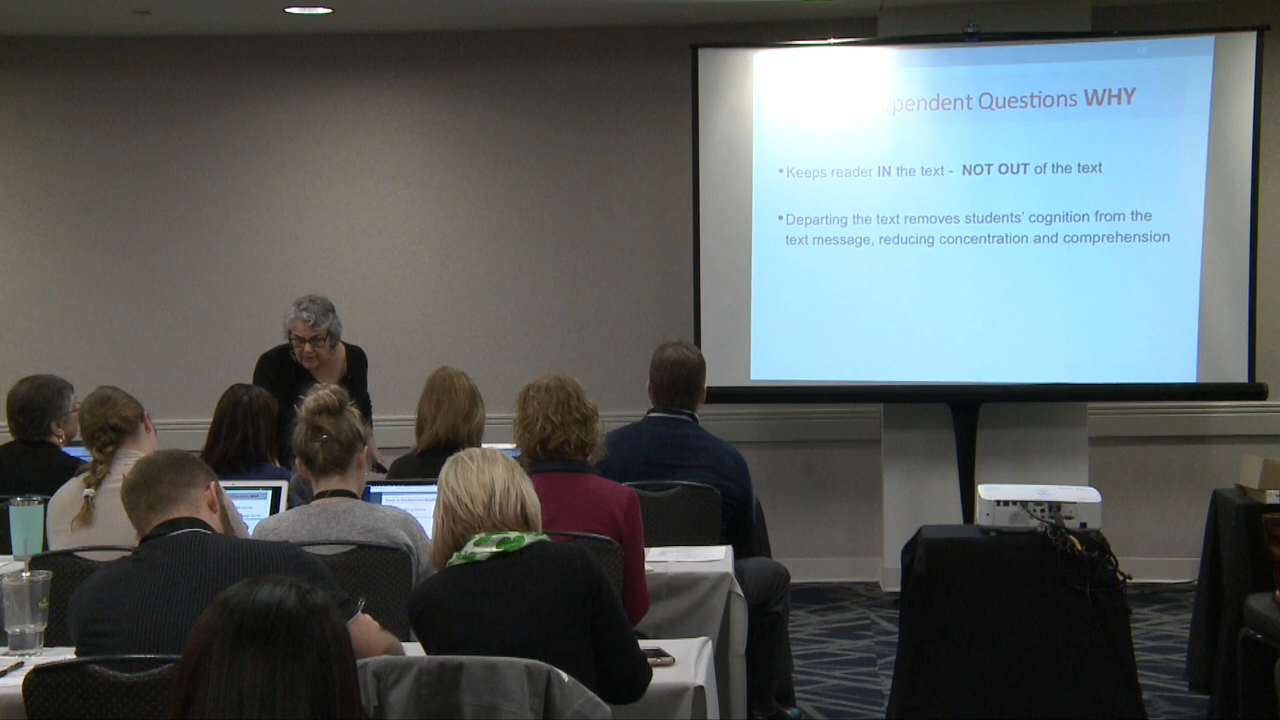 Questions WHY
• Keeps reader IN the text - NOT OUT of the text
• Departing the text removes students' cognition from the
text message, reducing concentration and comprehension